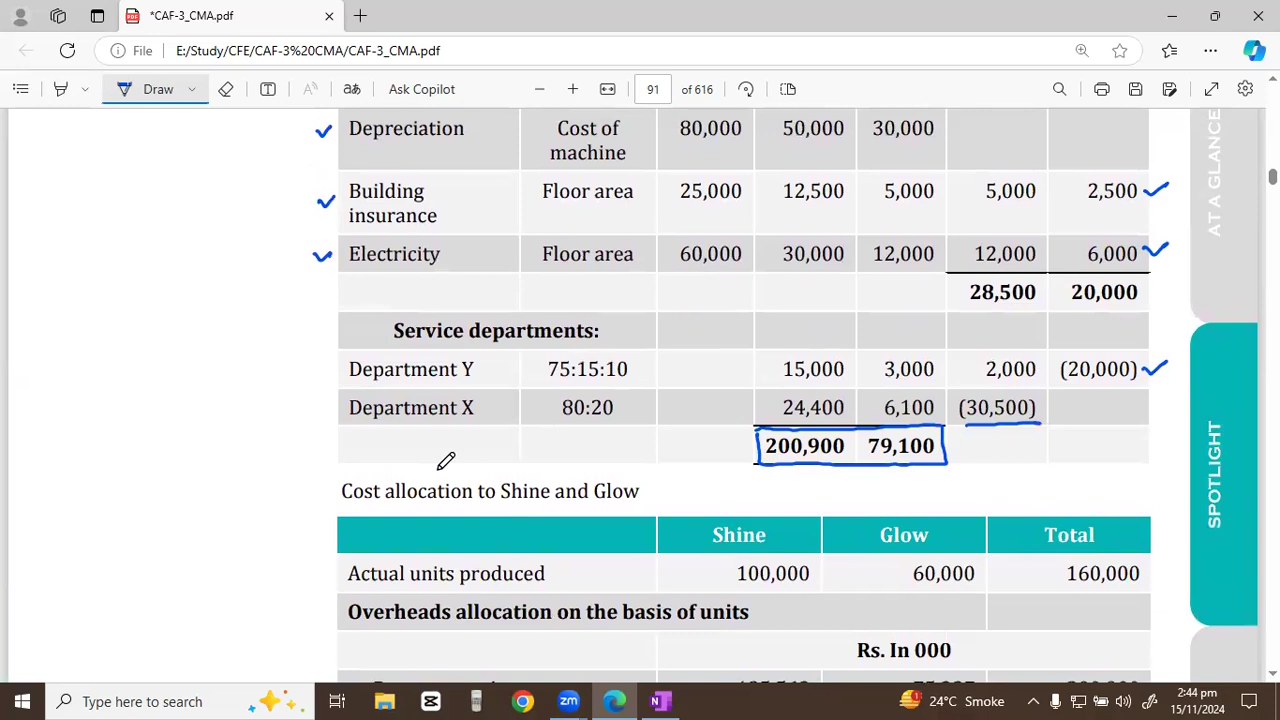 *CAF-3_CMA.pdf
File E:/Study/CFE/CAF-3%20CMA/CAF-3_CMA.pdf
Draw Ask Copilot 91 of 616
Depreciation Cost of machine 80,000 50,000 30,000
Building insurance Floor area 25,000 12,500 5,000 5,000 2,500
Electricity Floor area 60,000 30,000 12,000 12,000 6,000
28,500 20,000
Service departments:
Department Y 75:15:10 15,000 3,000 2,000 (20,000)
Department X 80:20 24,400 6,100 (30,500)
200,900 79,100
Cost allocation to Shine and Glow
Shine Glow Total
Actual units produced 100,000 60,000 160,000
Overheads allocation on the basis of units
Rs. In 000
AT A GLANCE
SPOTLIGHT
Type here to search
24°C Smoke
2:44 pm
15/11/2024